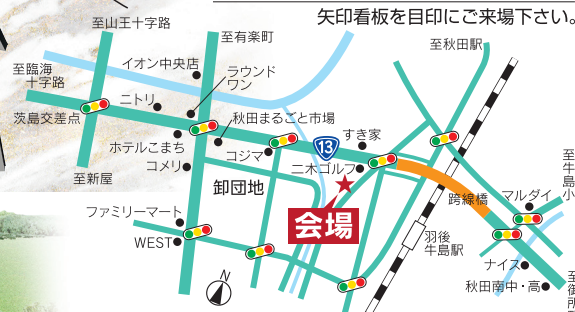 矢印看板を目印にご来場下さい。
至山王十字路
至有楽町
至秋田駅
至臨海
十字路
イオン中央店
ラウンド
ワン
ニトリ
茨島交差点
秋田まるごと市場
ホテルこまち
コジマ
13
すき家
コメリ
二木ゴルフ
至新屋
卸団地
会場
跨線橋
マルダイ
至牛島小
ファミリーマート
WEST
羽後
牛島駅
ナイス
秋田南中・高
N